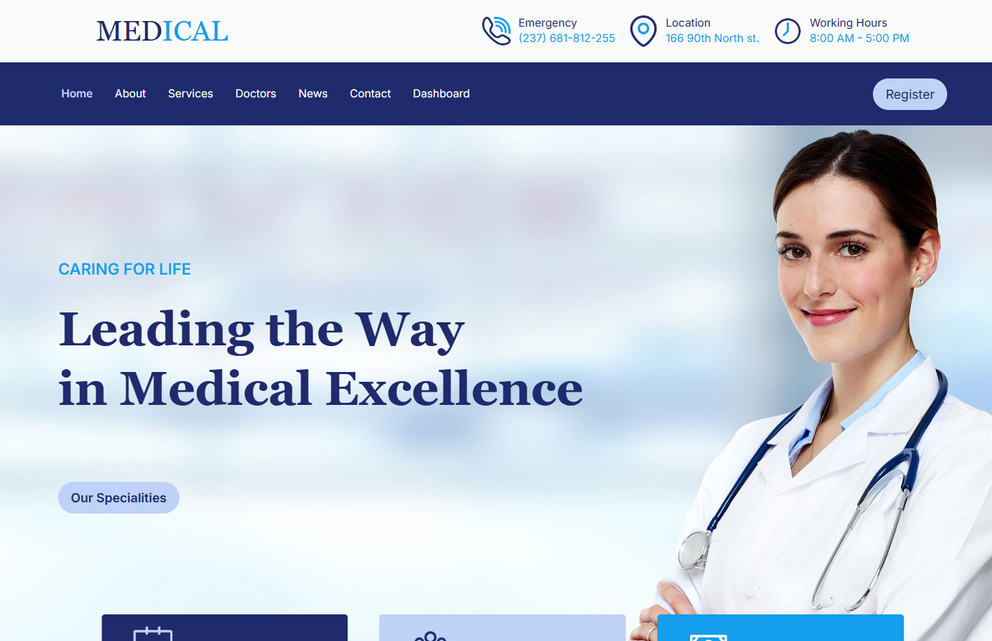 MEDICAL
Emergency
(237) 681-812-255
Location
166 90th North st.
Working Hours
8:00 AM - 5:00 PM
Home About Services Doctors News Contact Dashboard
Register
CARING FOR LIFE
Leading the Way
in Medical Excellence
Our Specialities